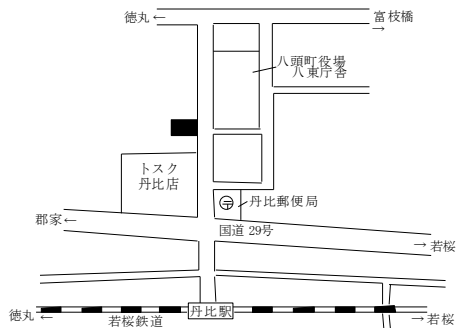 徳丸 ←
富枝橋
→
八頭町役場
八東庁舎
トスク
丹比店
〒
丹比郵便局
郡家←
国道 29号
→ 若桜
徳丸 ←
若桜鉄道
丹比駅
→ 若桜